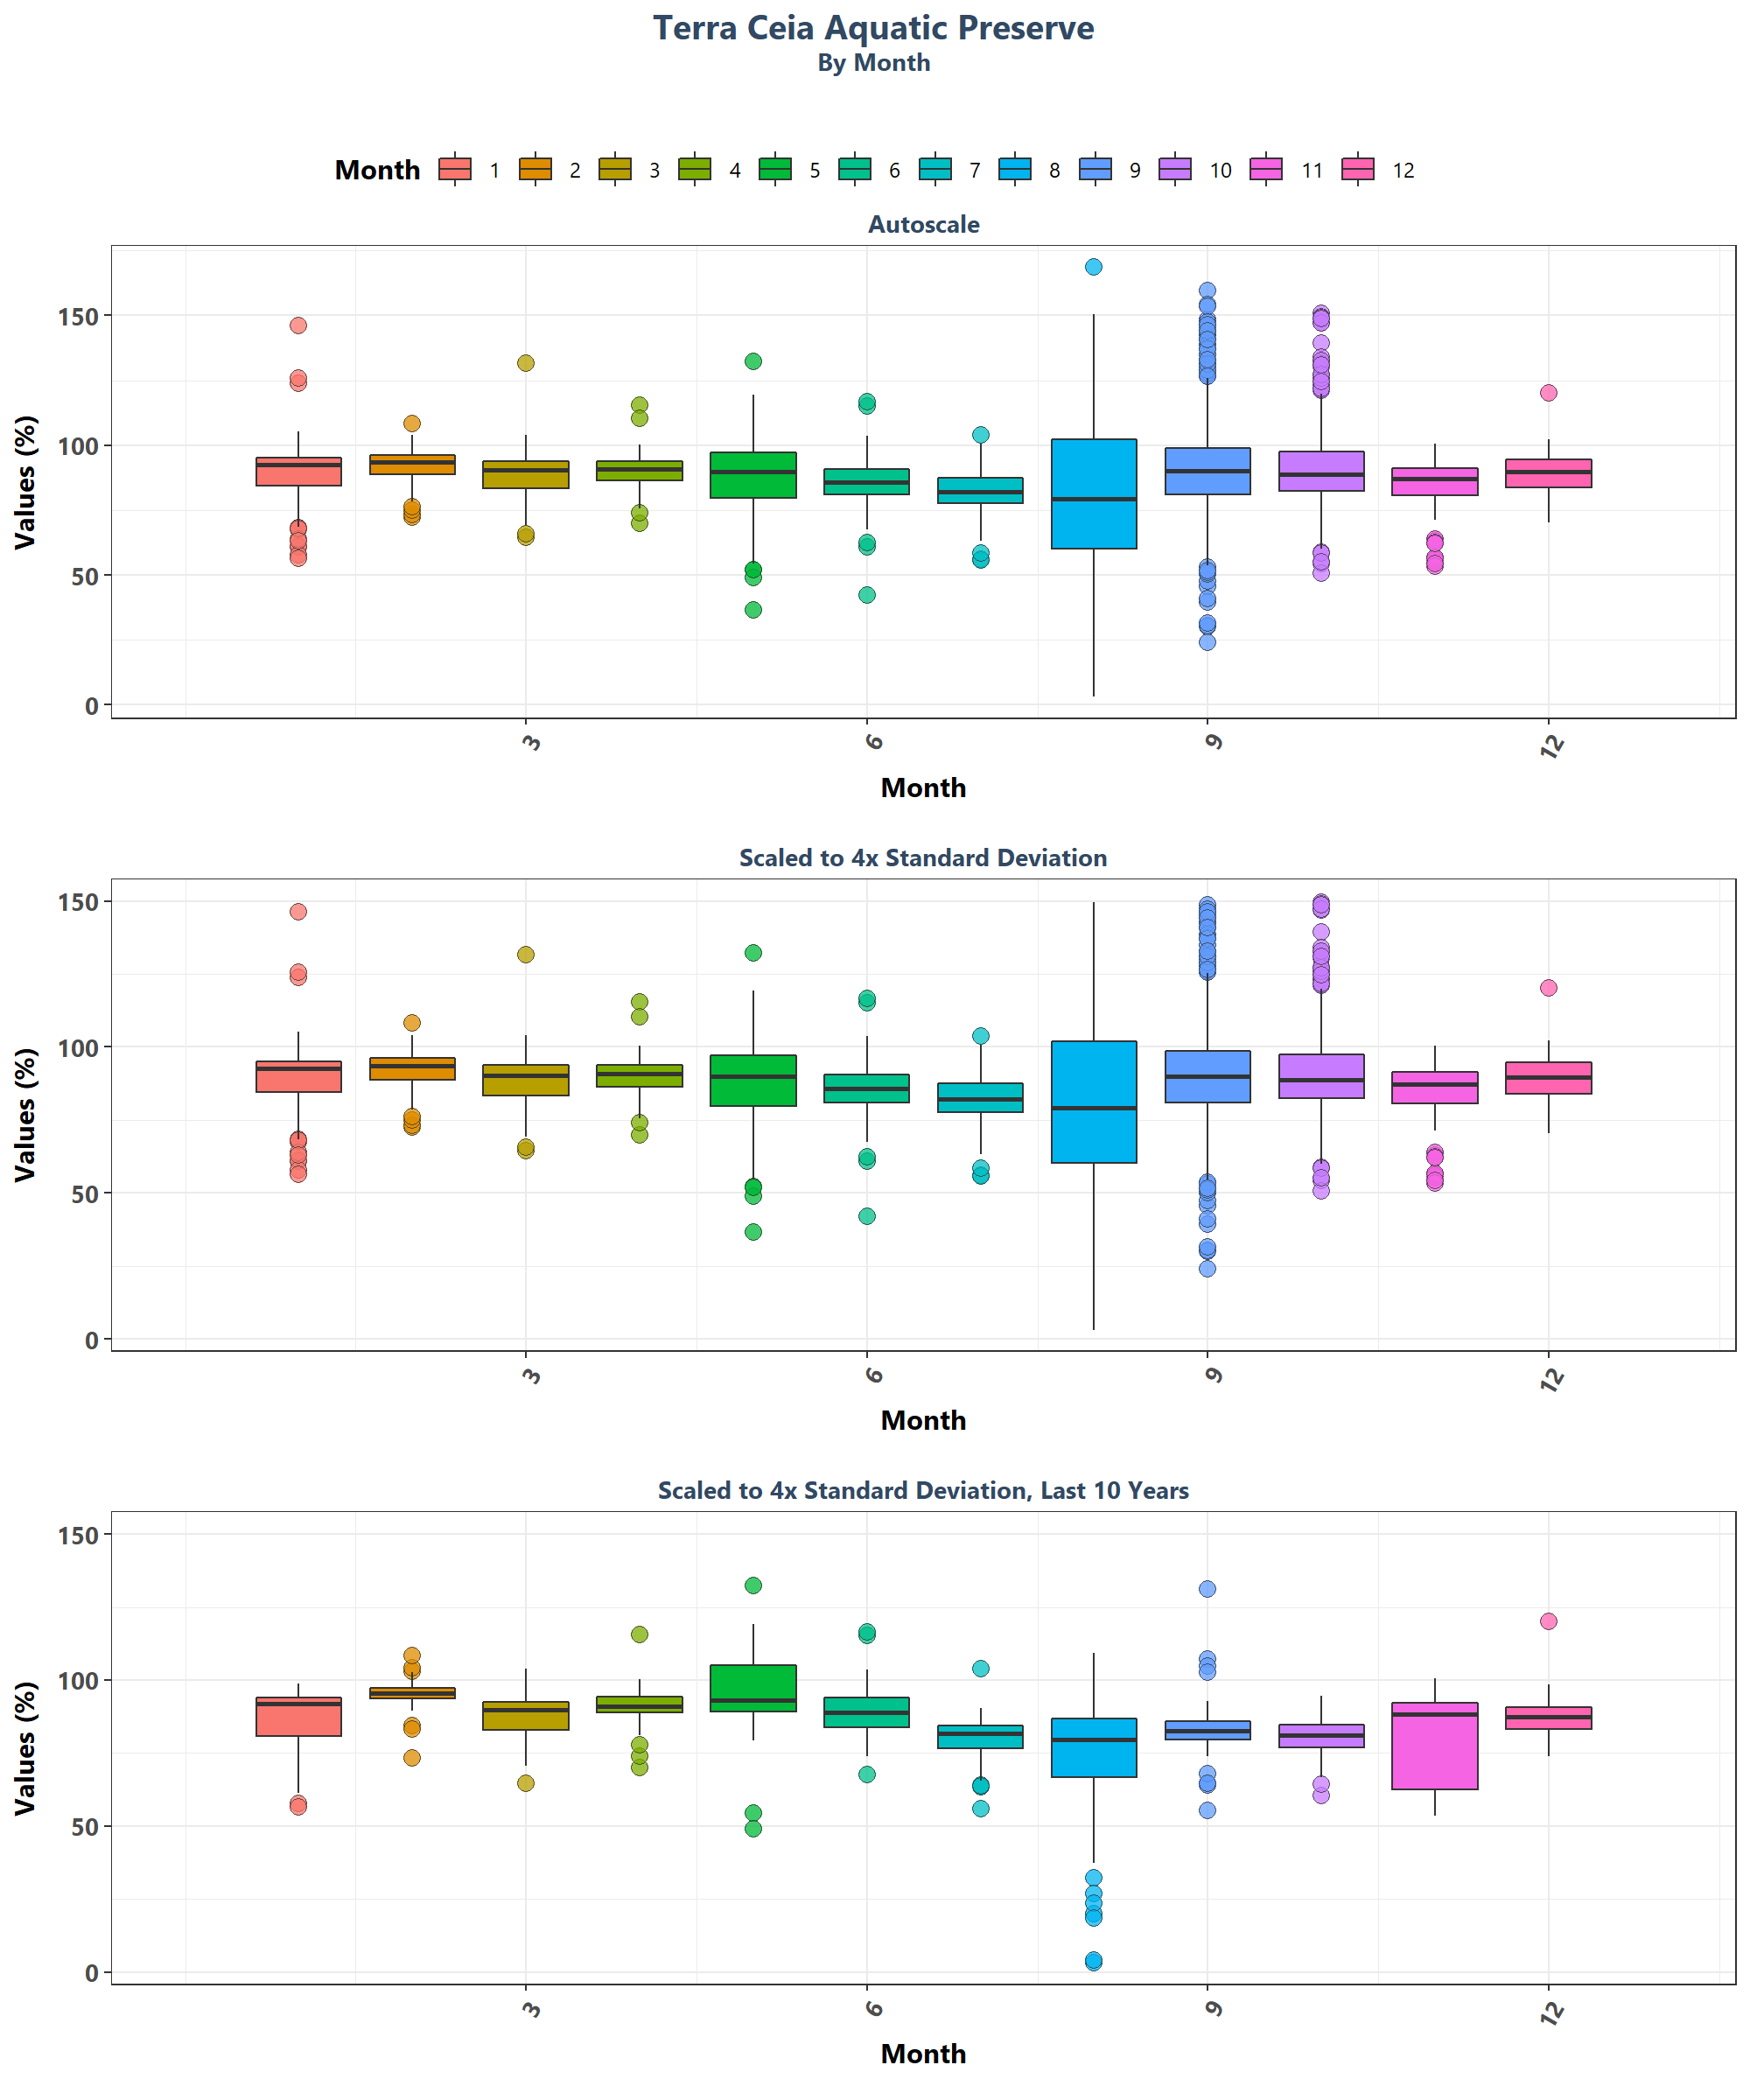 Terra Ceia Aquatic Preserve
By Month
Month 1 2 3 4 5 6 7 8 9 10 11 12
Autoscale
Values (%)
150
100
50
0
3 6 9 12
Month
Scaled to 4x Standard Deviation
Values (%)
150
100
50
0
3 6 9 12
Month
Scaled to 4x Standard Deviation, Last 10 Years
Values (%)
150
100
50
0
3 6 9 12
Month